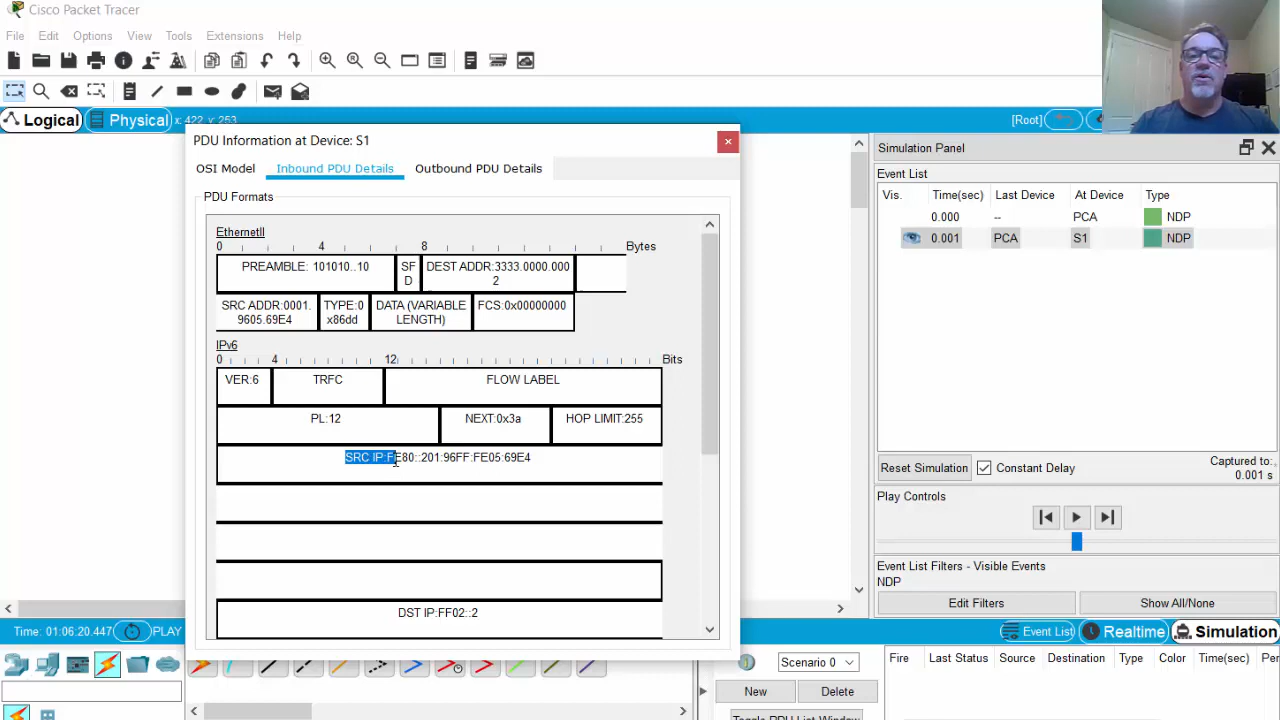 Cisco Packet Tracer
File Edit Options View Tools Extensions Help
Logical Physical x: 422, y: 253 [Root]
PDU Information at Device: S1
OSI Model Inbound PDU Details Outbound PDU Details
PDU Formats
EthernetII
0 4 8 Bytes
PREAMBLE: 101010..10 SF DEST ADDR:3333.0000.000
D 2
SRC ADDR:0001. TYPE:0 DATA (VARIABLE FCS:0x00000000
9605.69E4 x86dd LENGTH)
IPv6
0 4 12 Bits
VER:6 TRFC FLOW LABEL
PL:12 NEXT:0x3a HOP LIMIT:255
SRC IP:FE80::201:96FF:FE05:69E4
DST IP:FF02::2
Simulation Panel
Event List
Vis. Time(sec) Last Device At Device Type
0.000 -- PCA NDP
0.001 PCA S1 NDP
Reset Simulation Constant Delay Captured to:
0.001 s
Play Controls
Event List Filters - Visible Events
NDP
Edit Filters Show All/None
Time: 01:06:20.447 PLAY Event List Realtime Simulation
Scenario 0 Fire Last Status Source Destination Type Color Time(sec) Pe
New Delete
Toggle PDU List Window